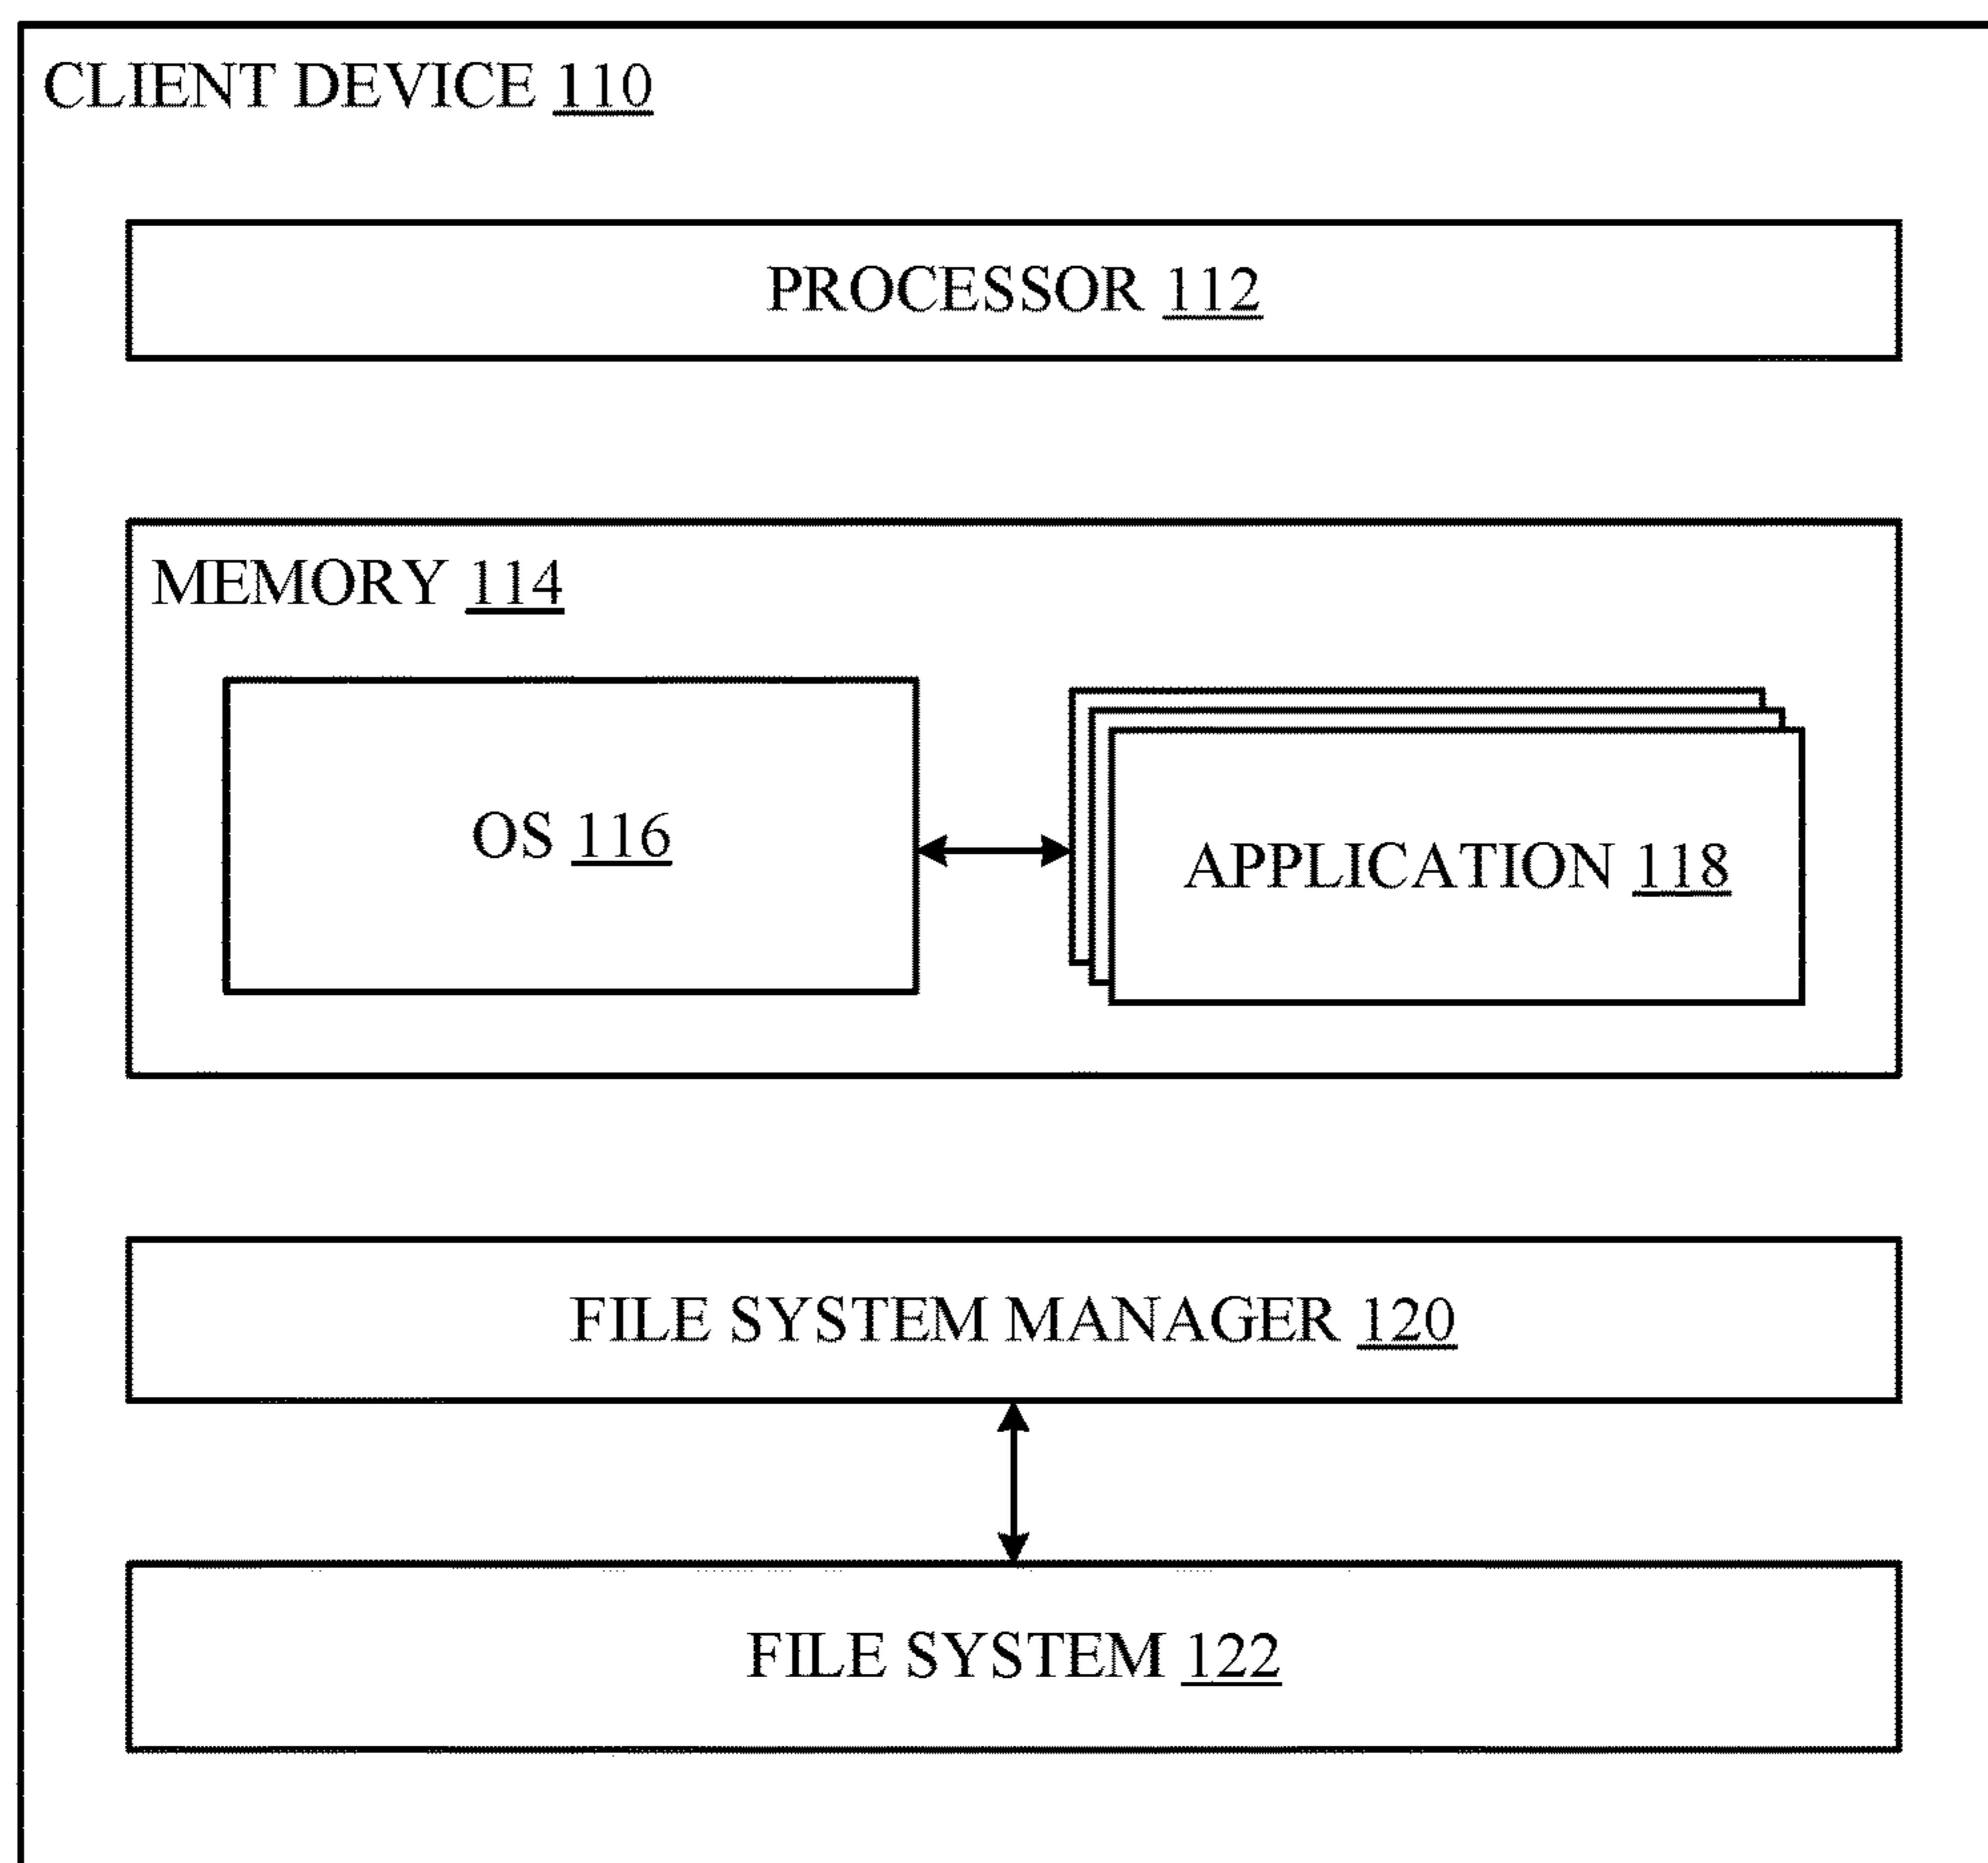 CLIENT DEVICE 110
PROCESSOR 112
MEMORY 114
OS 116
APPLICATION 118
FILE SYSTEM MANAGER 120
FILE SYSTEM 122